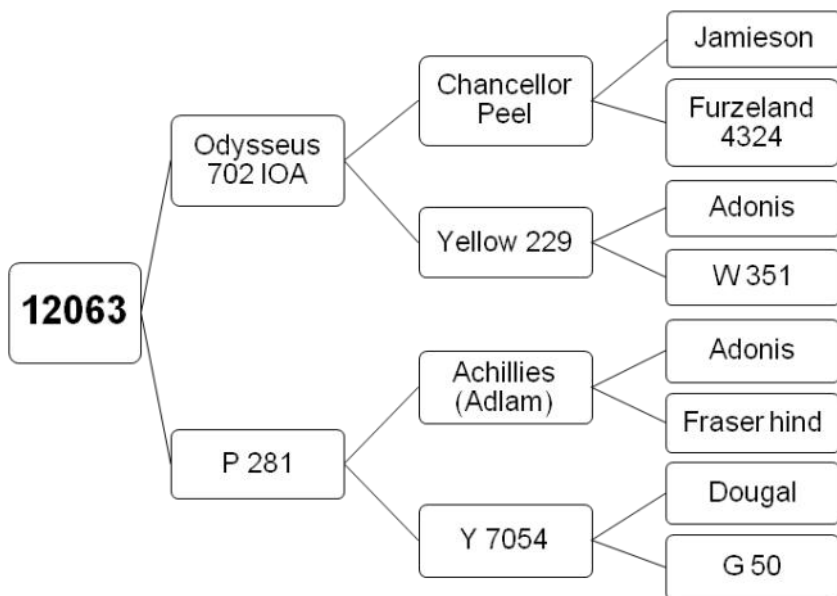 Jamieson
Chancellor
Peel
Furzeland
4324
Odysseus
702 IOA
Adonis
Yellow 229
W 351
12063
Adonis
Achillies
(Adlam)
Fraser hind
P 281
Dougal
Y 7054
G 50